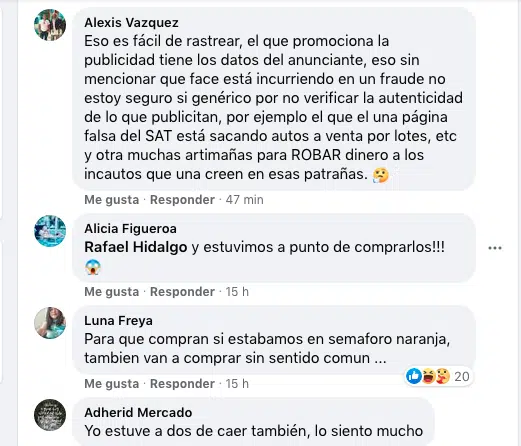 Alexis Vazquez
Eso es fácil de rastrear, el que promociona la
publicidad tiene los datos del anunciante, eso sin
mencionar que face está incurriendo en un fraude no
estoy seguro si genérico por no verificar la autenticidad
de lo que publicitan, por ejemplo el que el una página
falsa del SAT está sacando autos a venta por lotes, etc
y otra muchas artimañas para ROBAR dinero a los
incautos que una creen en esas patrañas. 🤔
Me gusta · Responder · 47 min
Alicia Figueroa
Rafael Hidalgo y estuvimos a punto de comprarlos!!!
😱
Me gusta · Responder · 15 h
Luna Freya
Para que compran si estabamos en semaforo naranja,
tambien van a comprar sin sentido comun ...
Me gusta · Responder · 15 h
20
Adherid Mercado
Yo estuve a dos de caer también, lo siento mucho